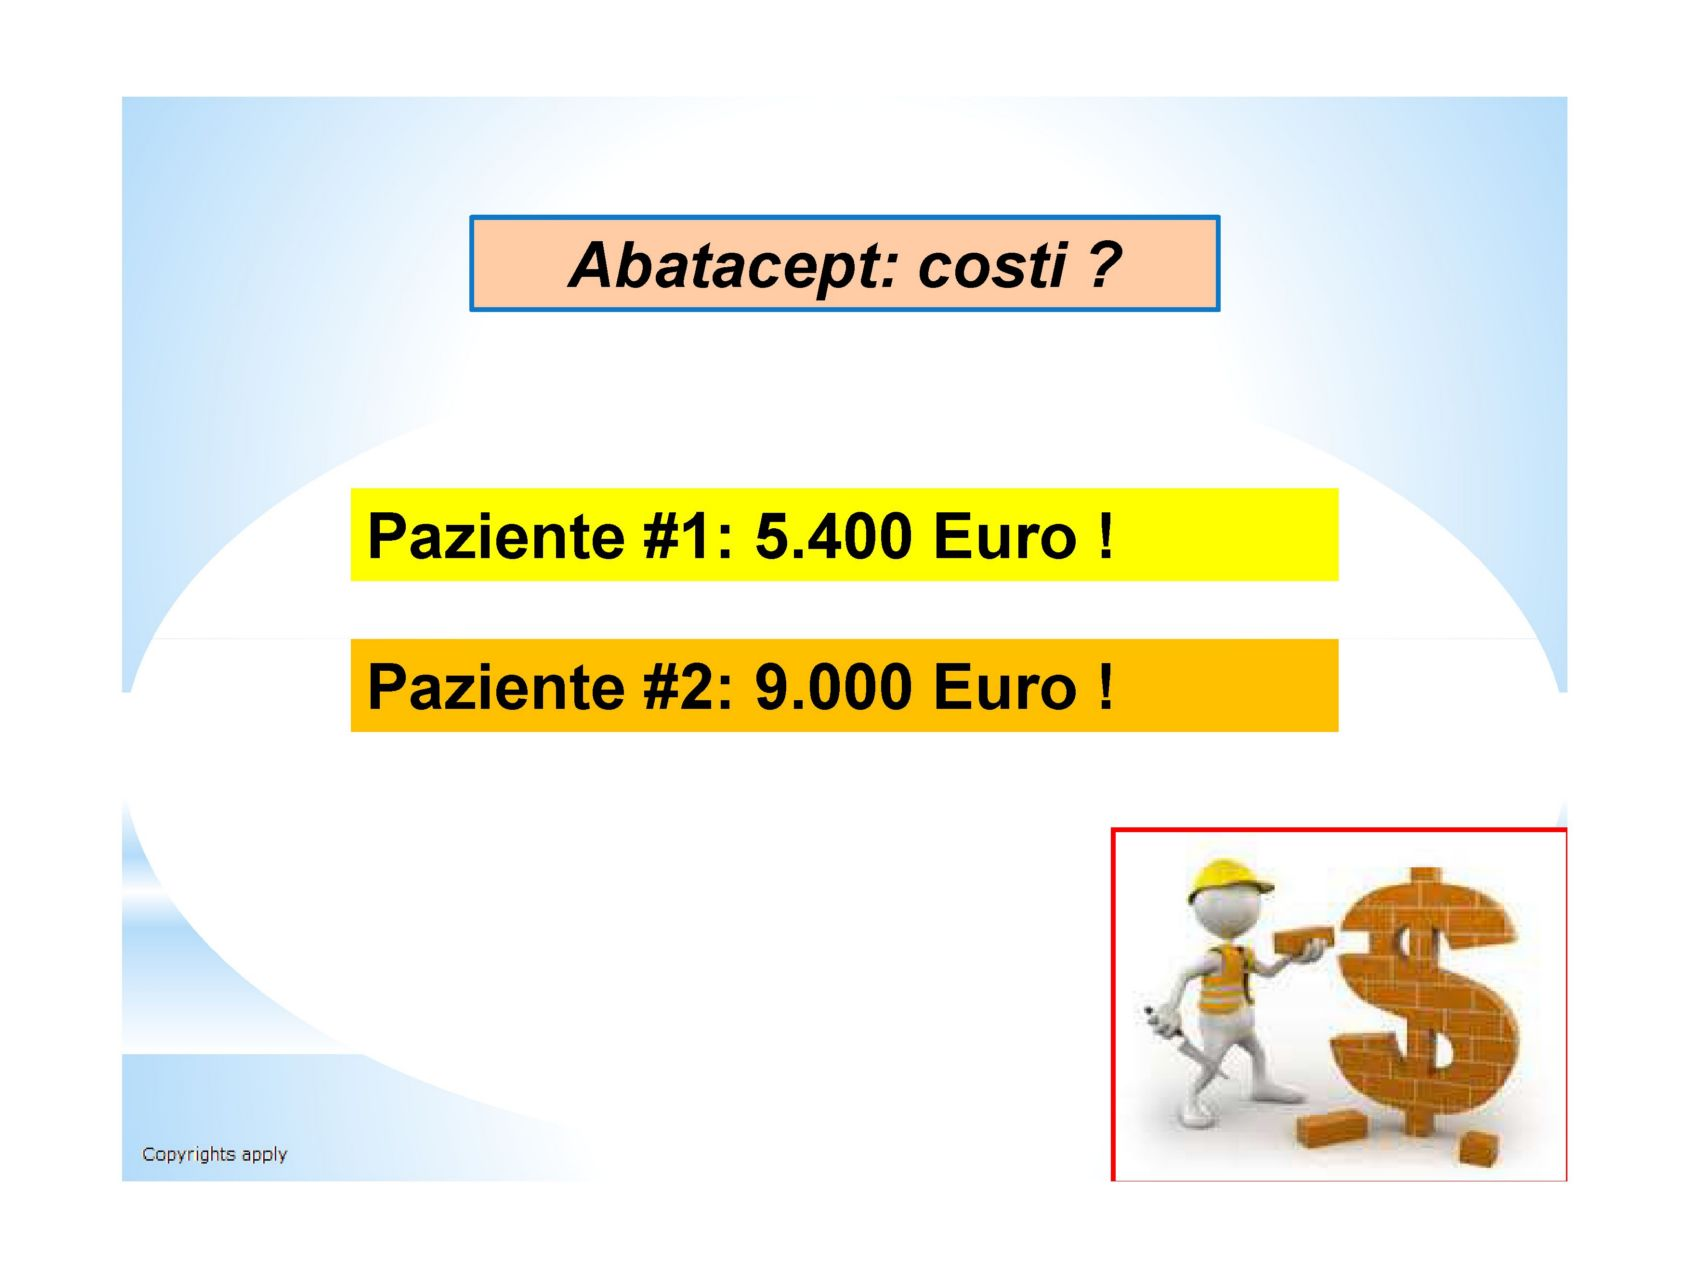 Abatacept: costi ?
Paziente #1: 5.400 Euro !
Paziente #2: 9.000 Euro !
Copyrights apply